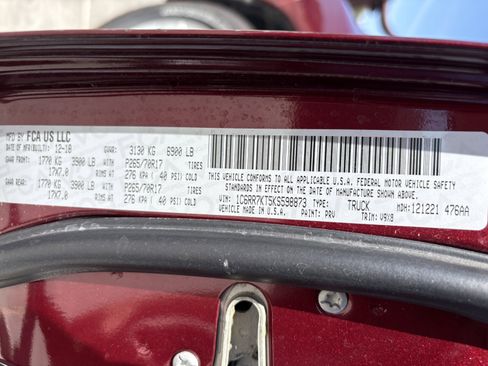 MFD BY FCA US LLC
DATE OF MFR(BUILT): 12-18 GVWR: 3130 KG 6900 LB
GAWR FRONT: 1770 KG 3900 LB WITH P265/70R17 TIRES
17X7.0 RIMS AT 276 KPA ( 40 PSI) COLD
GAWR REAR: 1770 KG 3900 LB WITH P265/70R17 TIRES
17X7.0 RIMS AT 276 KPA ( 40 PSI) COLD
THIS VEHICLE CONFORMS TO ALL APPLICABLE U.S.A. FEDERAL MOTOR VEHICLE SAFETY
STANDARDS IN EFFECT ON THE DATE OF MANUFACTURE SHOWN ABOVE.
VIN: 1C6RR7KT5KS598873 TYPE: TRUCK MDH: 121221 476AA
VEHICLE MADE IN U.S.A. PAINT: PRV TRIM: V9X8